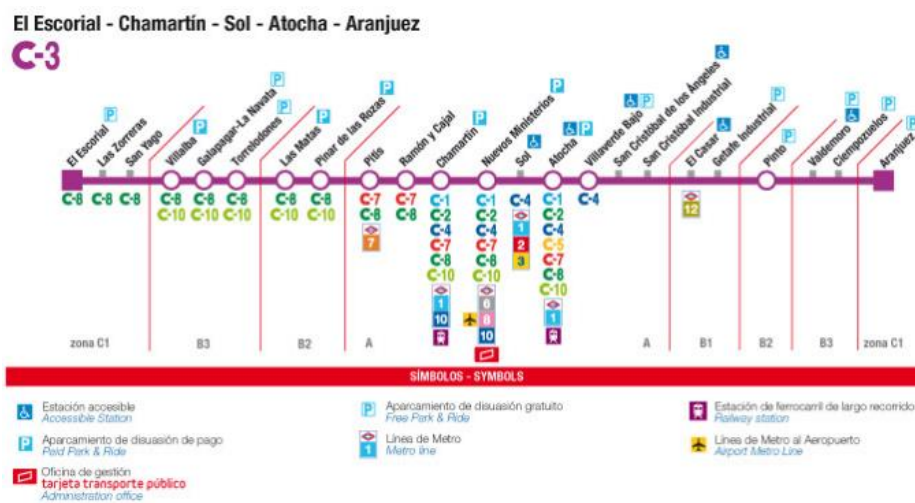 El Escorial - Chamartín - Sol - Atocha - Aranjuez
C-3
El Escorial P
Las Zorreras
San Yago
Villalba P
Galapagar-La Navata P
Torrelodones P
Las Matas P
Pinar de las Rozas P
Pitis
Ramón y Cajal
Chamartín P
Nuevos Ministerios P
Sol
Atocha P
Villaverde Bajo P
San Cristóbal de los Ángeles
San Cristóbal Industrial
El Casar
Getafe Industrial P
Pinto P
Valdemoro P
Ciempozuelos P
Aranjuez P
C-8 C-8 C-8 C-8 C-8 C-8 C-8 C-8 C-7 C-7 C-1 C-1 C-4 C-1 C-4
C-10 C-10 C-10 C-10 C-10 C-8 C-8 C-2 C-2 C-2 12
C-4 C-4 1 C-4
7 C-7 C-7 2 C-5
C-8 C-8 3 C-7
C-10 C-10 C-8
C-10
1 6
10 8 1
10
zona C1 B3 B2 A A B1 B2 B3 zona C1
SÍMBOLOS - SYMBOLS
Estación accesible
Accessible Station
P Aparcamiento de disuasión de pago
Paid Park & Ride
Oficina de gestión
tarjeta transporte público
Administration office
P Aparcamiento de disuasión gratuito
Free Park & Ride
1 Línea de Metro
Metro line
Estación de ferrocarril de largo recorrido
Railway station
Línea de Metro al Aeropuerto
Airport Metro Line